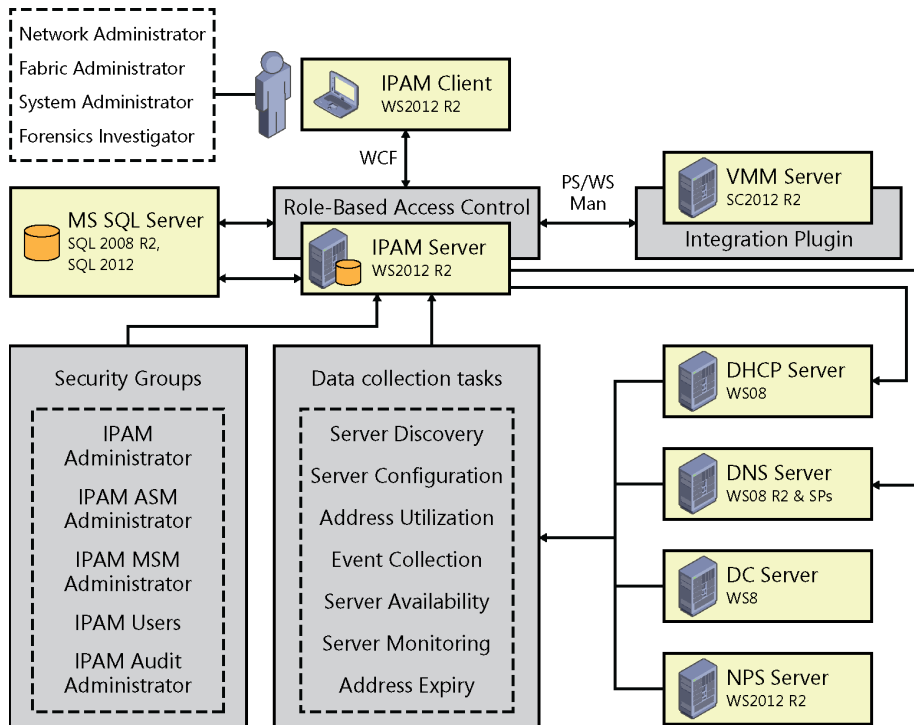 Network Administrator
Fabric Administrator
System Administrator
Forensics Investigator
IPAM Client
WS2012 R2
WCF
MS SQL Server
SQL 2008 R2,
SQL 2012
Role-Based Access Control
IPAM Server
WS2012 R2
PS/WS
Man
VMM Server
SC2012 R2
Integration Plugin
Security Groups
IPAM
Administrator
IPAM ASM
Administrator
IPAM MSM
Administrator
IPAM Users
IPAM Audit
Administrator
Data collection tasks
Server Discovery
Server Configuration
Address Utilization
Event Collection
Server Availability
Server Monitoring
Address Expiry
DHCP Server
WS08
DNS Server
WS08 R2 & SPs
DC Server
WS8
NPS Server
WS2012 R2